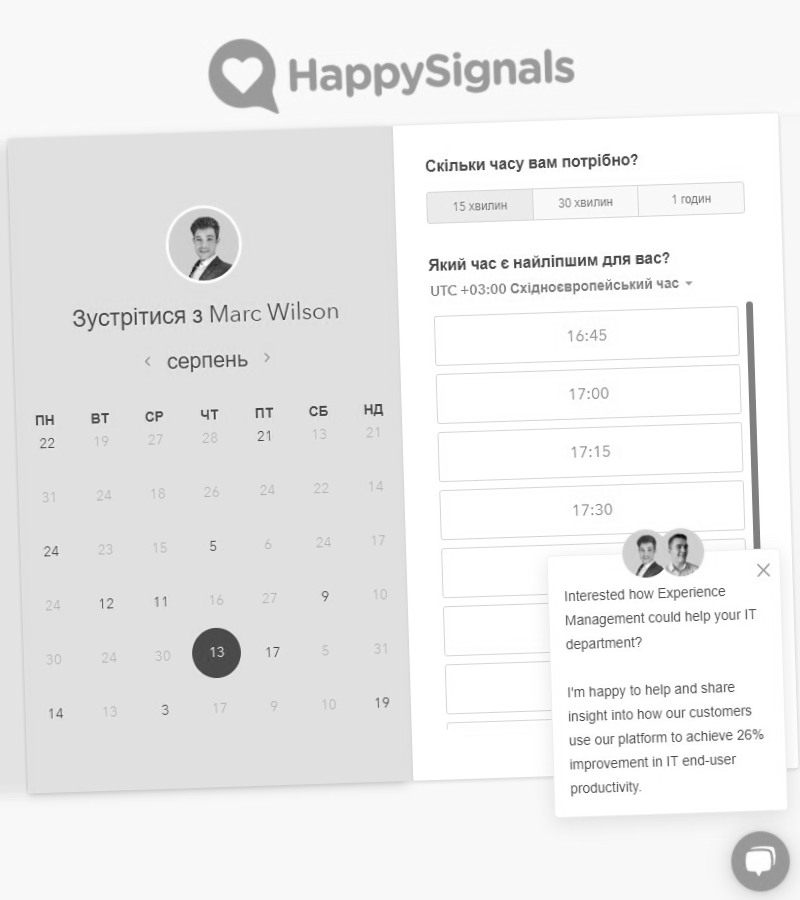 HappySignals
Зустрітися з Marc Wilson
серпень
ПН ВТ СР ЧТ ПТ СБ НД
22 19 27 28 21 13 21
31 24 18 26 24 22 14
24 23 15 5 6 24 17
24 12 11 16 27 9 10
30 24 30 13 17 5 31
14 13 3 17 9 10 19
Скільки часу вам потрібно?
15 хвилин 30 хвилин 1 годин
Який час є найліпшим для вас?
UTC +03:00 Східноєвропейський час
16:45
17:00
17:15
17:30
Interested how Experience
Management could help your IT
department?
I'm happy to help and share
insight into how our customers
use our platform to achieve 26%
improvement in IT end-user
productivity.